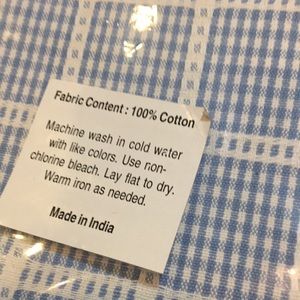 Fabric Content : 100% Cotton
Machine wash in cold water
with like colors. Use non-
chlorine bleach. Lay flat to dry.
Warm iron as needed.
Made in India